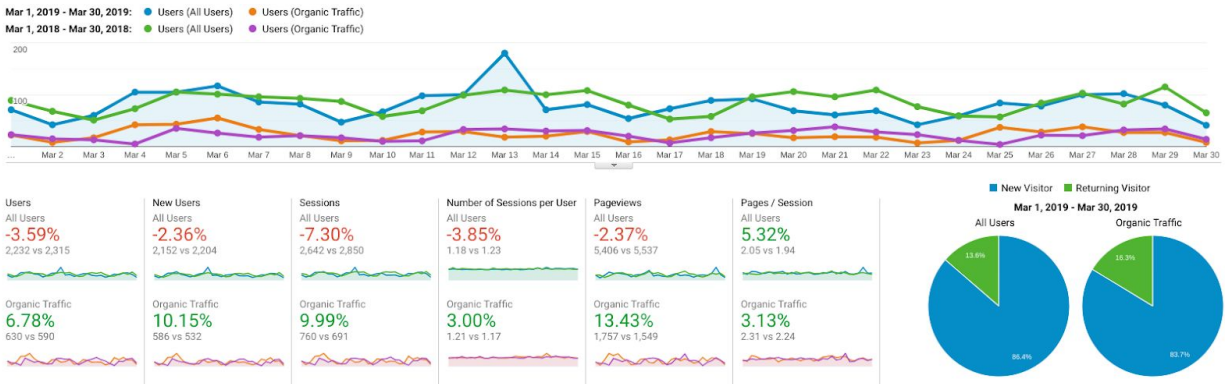 Mar 1, 2019 - Mar 30, 2019: Users (All Users) Users (Organic Traffic)
Mar 1, 2018 - Mar 30, 2018: Users (All Users) Users (Organic Traffic)
200
100
... Mar 2 Mar 3 Mar 4 Mar 5 Mar 6 Mar 7 Mar 8 Mar 9 Mar 10 Mar 11 Mar 12 Mar 13 Mar 14 Mar 15 Mar 16 Mar 17 Mar 18 Mar 19 Mar 20 Mar 21 Mar 22 Mar 23 Mar 24 Mar 25 Mar 26 Mar 27 Mar 28 Mar 29 Mar 30
Users
All Users
-3.59%
2,232 vs 2,315
Organic Traffic
6.78%
630 vs 590
New Users
All Users
-2.36%
2,152 vs 2,204
Organic Traffic
10.15%
586 vs 532
Sessions
All Users
-7.30%
2,642 vs 2,850
Organic Traffic
9.99%
760 vs 691
Number of Sessions per User
All Users
-3.85%
1.18 vs 1.23
Organic Traffic
3.00%
1.21 vs 1.17
Pageviews
All Users
-2.37%
5,406 vs 5,537
Organic Traffic
13.43%
1,757 vs 1,549
Pages / Session
All Users
5.32%
2.05 vs 1.94
Organic Traffic
3.13%
2.31 vs 2.24
New Visitor Returning Visitor
Mar 1, 2019 - Mar 30, 2019
All Users
13.6%
86.4%
Organic Traffic
16.3%
83.7%